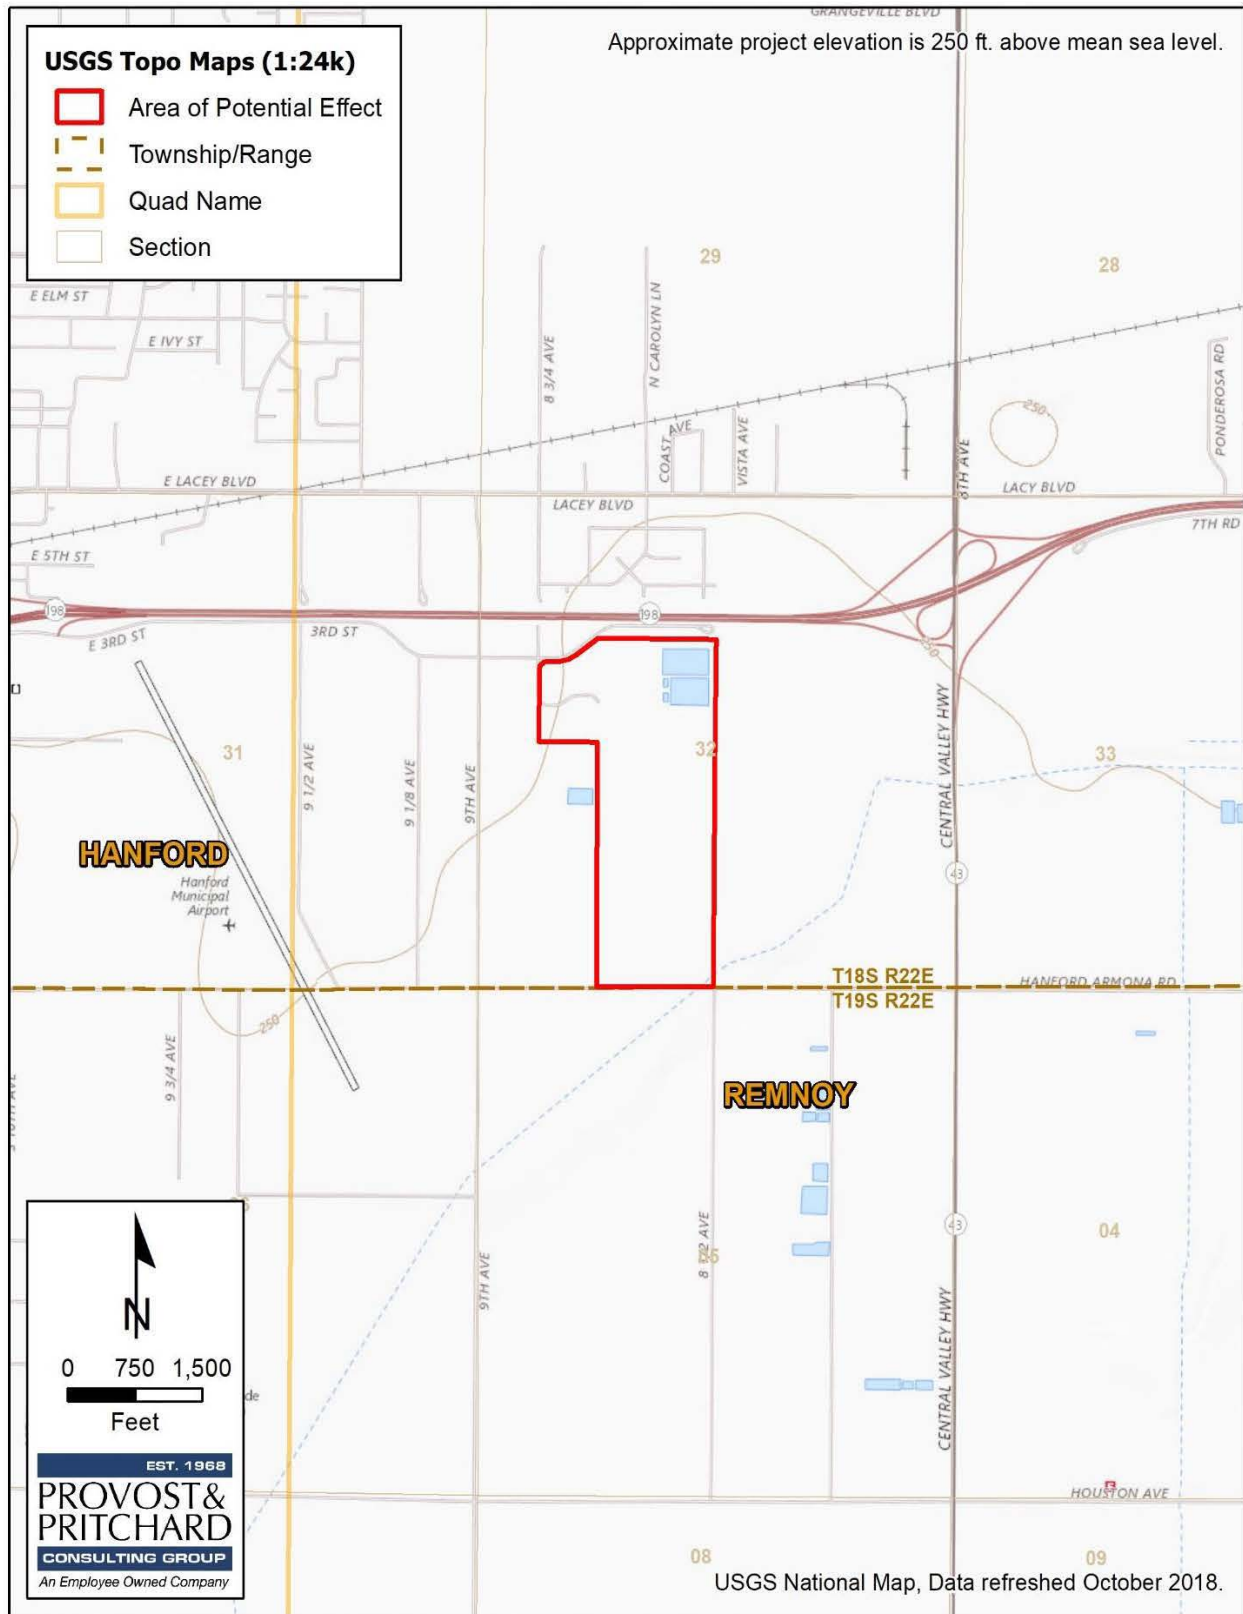 GRANGEVILLE BLVD
Approximate project elevation is 250 ft. above mean sea level.
USGS Topo Maps (1:24k)
Area of Potential Effect
Township/Range
Quad Name
Section
29
28
E ELM ST
E IVY ST
8 3/4 AVE
N CAROLYN LN
PONDEROSA RD
250
COAST AVE
VISTA AVE
8TH AVE
E LACEY BLVD
LACEY BLVD
LACY BLVD
7TH RD
E 5TH ST
198
198
E 3RD ST
3RD ST
250
31
32
33
9 1/2 AVE
9 1/8 AVE
9TH AVE
CENTRAL VALLEY HWY
HANFORD
Hanford
Municipal
Airport
43
T18S R22E
HANFORD ARMONA RD
T19S R22E
250
9 3/4 AVE
REMNOY
8 1/2 AVE
05
04
43
9TH AVE
CENTRAL VALLEY HWY
N
0 750 1,500
Feet
EST. 1968
PROVOST&
PRITCHARD
CONSULTING GROUP
An Employee Owned Company
HOUSTON AVE
08
09
USGS National Map, Data refreshed October 2018.